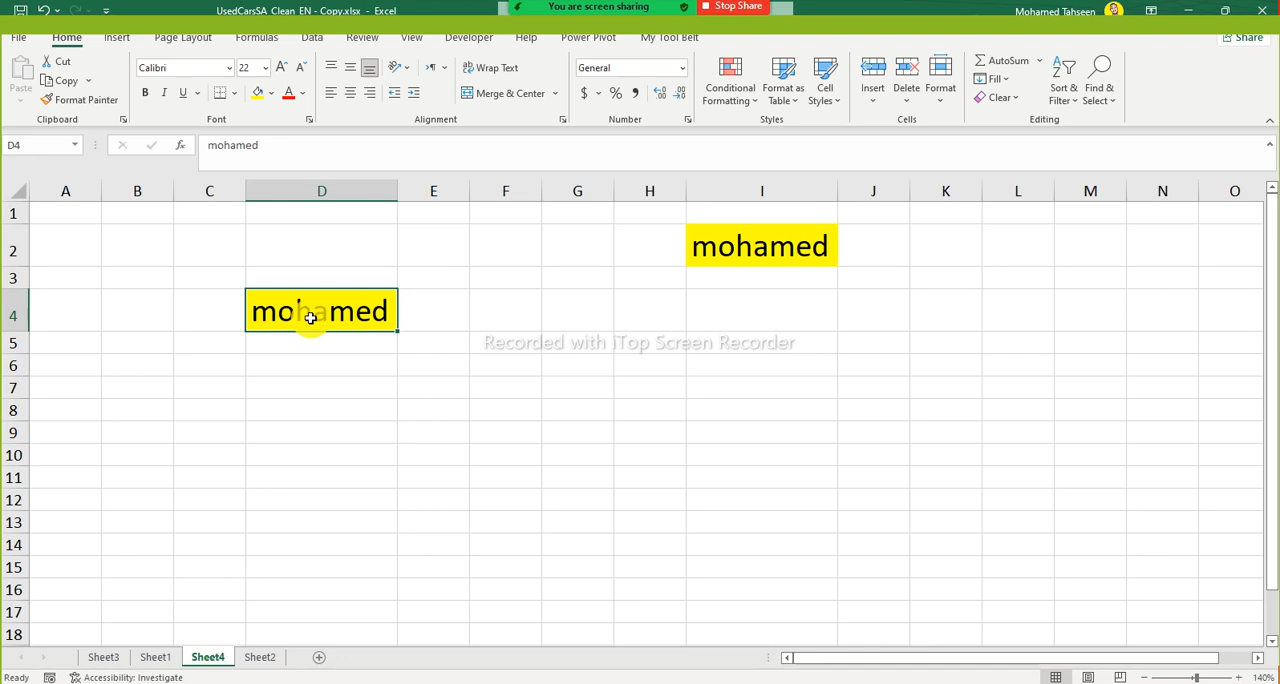 UsedCarsSA_Clean_EN - Copy.xlsx - Excel
You are screen sharing
Stop Share
Mohamed Tahseen
File Home Insert Page Layout Formulas Data Review View Developer Help Power Pivot My Tool Belt Share
Paste
Cut
Copy
Format Painter
Clipboard
Calibri 22
B I U
Font
Wrap Text
Merge & Center
Alignment
General
$ % ,
Number
Conditional Formatting
Format as Table
Cell Styles
Styles
Insert Delete Format
Cells
AutoSum
Fill
Clear
Sort & Filter
Find & Select
Editing
D4 fx mohamed
A B C D E F G H I J K L M N O
1
2 mohamed
3
4 mohamed
5 Recorded with iTop Screen Recorder
6
7
8
9
10
11
12
13
14
15
16
17
18
Sheet3 Sheet1 Sheet4 Sheet2
Ready Accessibility: Investigate 140%